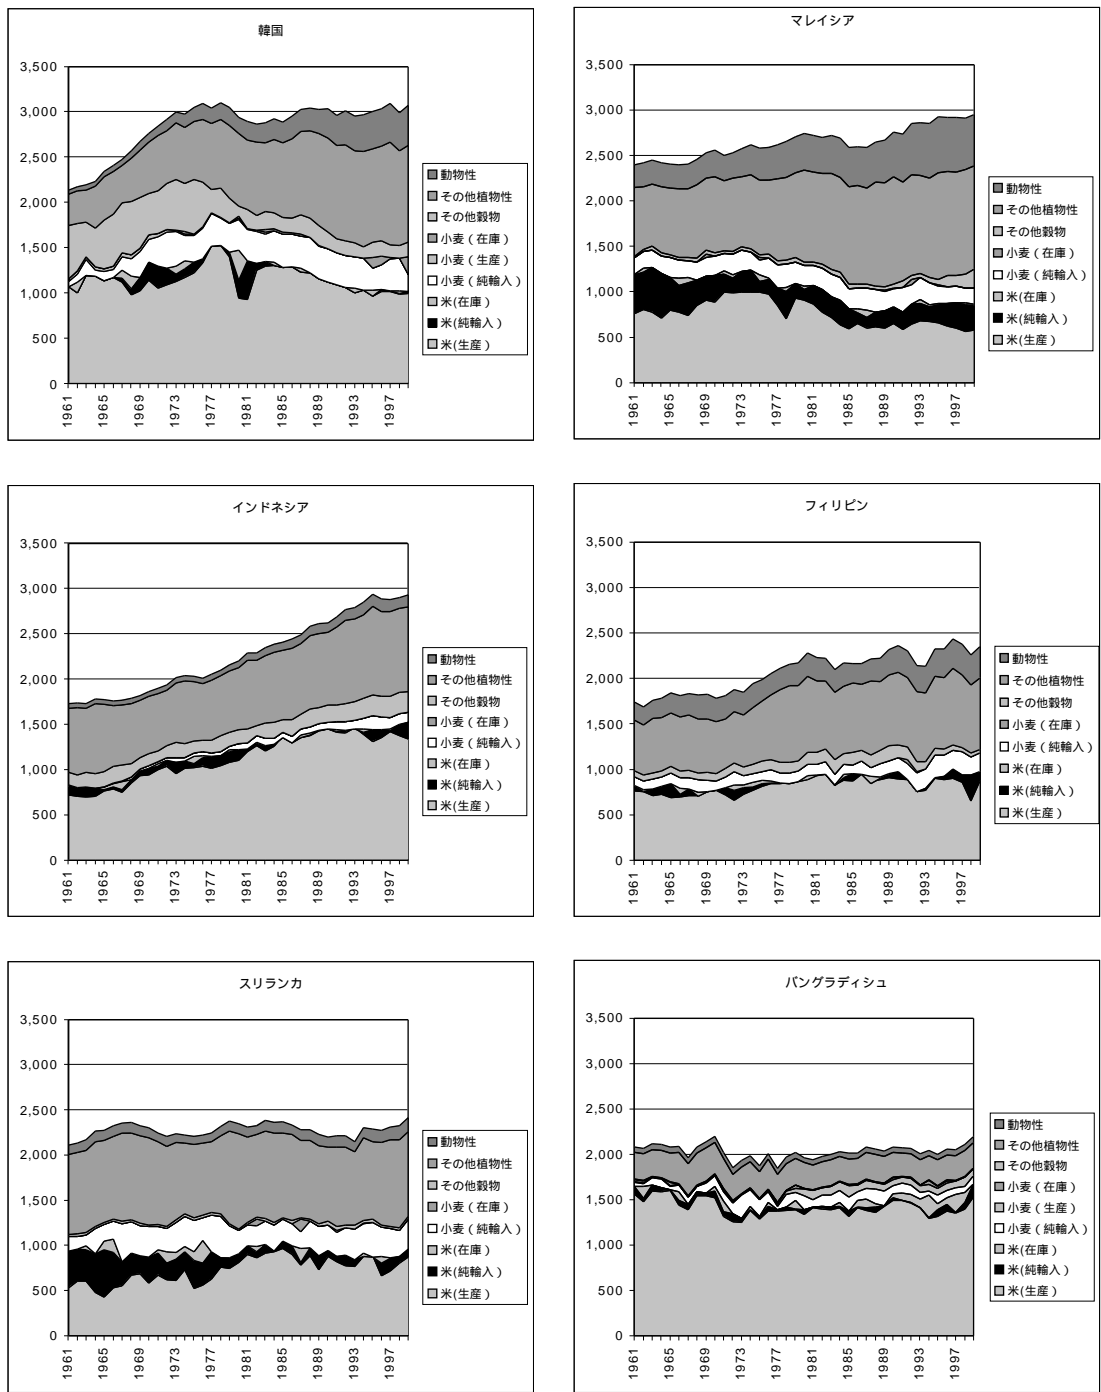 韓国
3,500
3,000
2,500
2,000
1,500
1,000
500
0
1961
1965
1969
1973
1977
1981
1985
1989
1993
1997
動物性
その他植物性
その他穀物
小麦（在庫）
小麦（生産）
小麦（純輸入）
米(在庫）
米(純輸入）
米(生産）
マレイシア
3,500
3,000
2,500
2,000
1,500
1,000
500
0
1961
1965
1969
1973
1977
1981
1985
1989
1993
1997
動物性
その他植物性
その他穀物
小麦（在庫）
小麦（純輸入）
米(在庫）
米(純輸入）
米(生産）
インドネシア
3,500
3,000
2,500
2,000
1,500
1,000
500
0
1961
1965
1969
1973
1977
1981
1985
1989
1993
1997
動物性
その他植物性
その他穀物
小麦（在庫）
小麦（純輸入）
米(在庫）
米(純輸入）
米(生産）
フィリピン
3,500
3,000
2,500
2,000
1,500
1,000
500
0
1961
1965
1969
1973
1977
1981
1985
1989
1993
1997
動物性
その他植物性
その他穀物
小麦（在庫）
小麦（純輸入）
米(在庫）
米(純輸入）
米(生産）
スリランカ
3,500
3,000
2,500
2,000
1,500
1,000
500
0
1961
1965
1969
1973
1977
1981
1985
1989
1993
1997
動物性
その他植物性
その他穀物
小麦（在庫）
小麦（純輸入）
米(在庫）
米(純輸入）
米(生産）
バングラディシュ
3,500
3,000
2,500
2,000
1,500
1,000
500
0
1961
1965
1969
1973
1977
1981
1985
1989
1993
1997
動物性
その他植物性
その他穀物
小麦（在庫）
小麦（生産）
小麦（純輸入）
米(在庫）
米(純輸入）
米(生産）